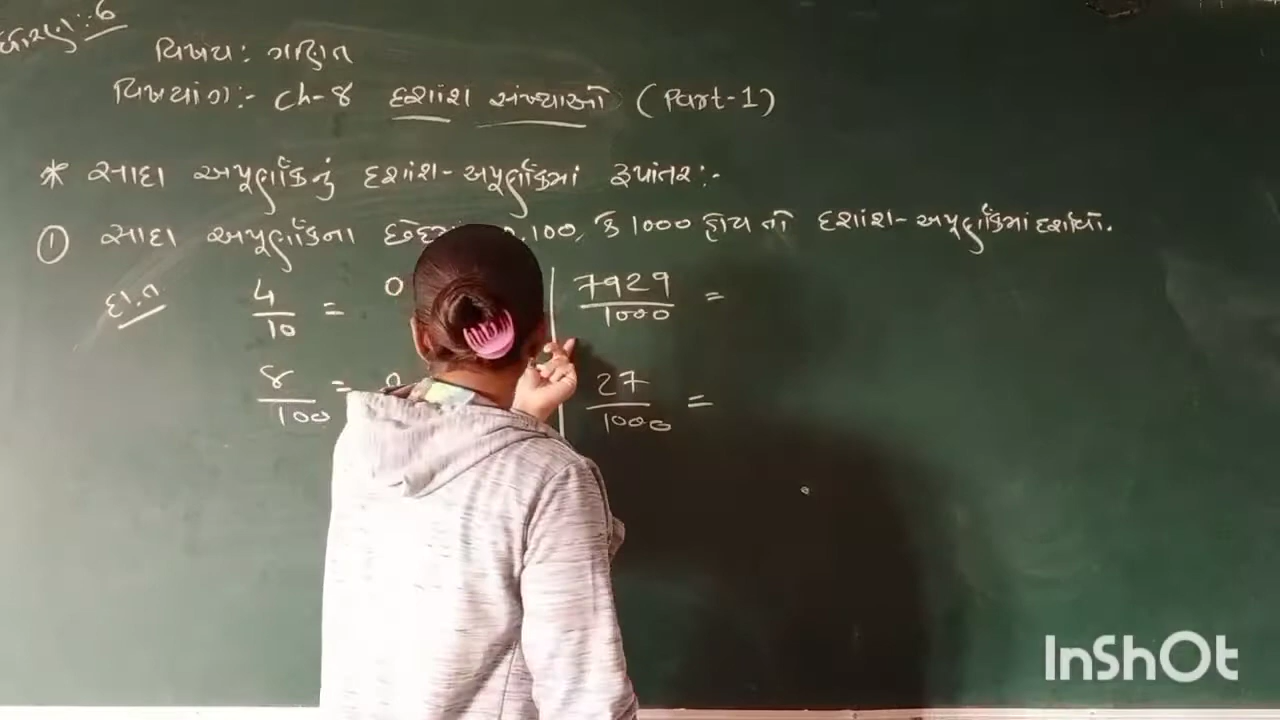 ધોરણ :- 6
વિષય : ગણિત
વિષયાંગ :- Ch-8 દશાંશ સંખ્યાઓ (Part-1)
* સાદા અપૂર્ણાંકનું દશાંશ-અપૂર્ણાંકમાં રૂપાંતર :-
① સાદા અપૂર્ણાંકના 100, કે 1000 હોય તો દશાંશ-અપૂર્ણાંકમાં દર્શાવો.
દા.ત 4/10 = 0 7929/1000 =
8/100 = 0 27/1000 =
InShOt